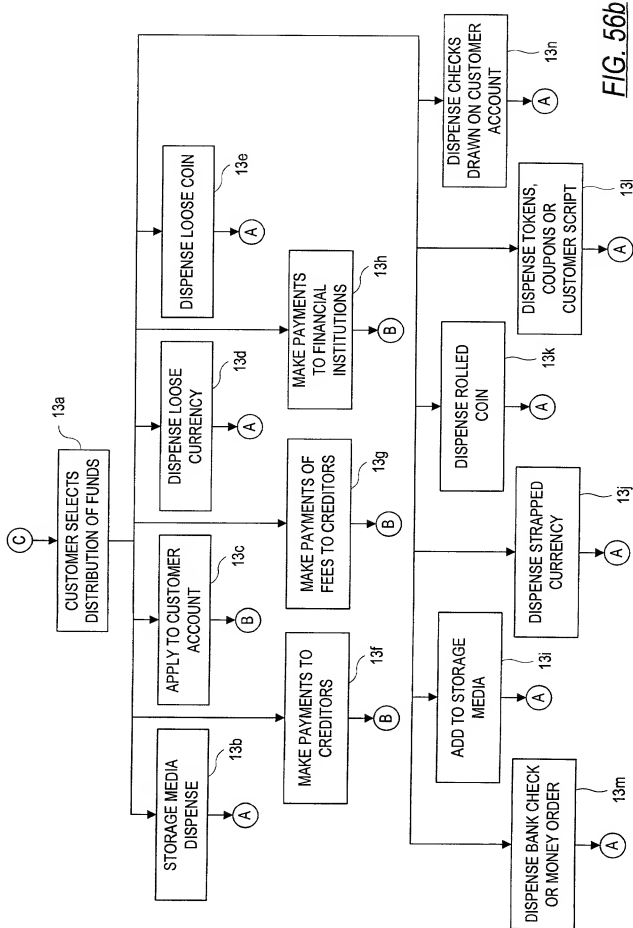 C
CUSTOMER SELECTS
DISTRIBUTION OF FUNDS
13a
STORAGE MEDIA
DISPENSE
13b
A
APPLY TO CUSTOMER
ACCOUNT
13c
B
DISPENSE LOOSE
CURRENCY
13d
A
DISPENSE LOOSE COIN
13e
A
MAKE PAYMENTS TO
CREDITORS
13f
B
MAKE PAYMENTS OF
FEES TO CREDITORS
13g
B
MAKE PAYMENTS
TO FINANCIAL
INSTITUTIONS
13h
B
DISPENSE BANK CHECK
OR MONEY ORDER
13m
A
ADD TO STORAGE
MEDIA
13i
A
DISPENSE STRAPPED
CURRENCY
13j
A
DISPENSE ROLLED
COIN
13k
A
DISPENSE TOKENS,
COUPONS OR
CUSTOMER SCRIPT
13l
A
DISPENSE CHECKS
DRAWN ON CUSTOMER
ACCOUNT
13n
A
FIG. 56b